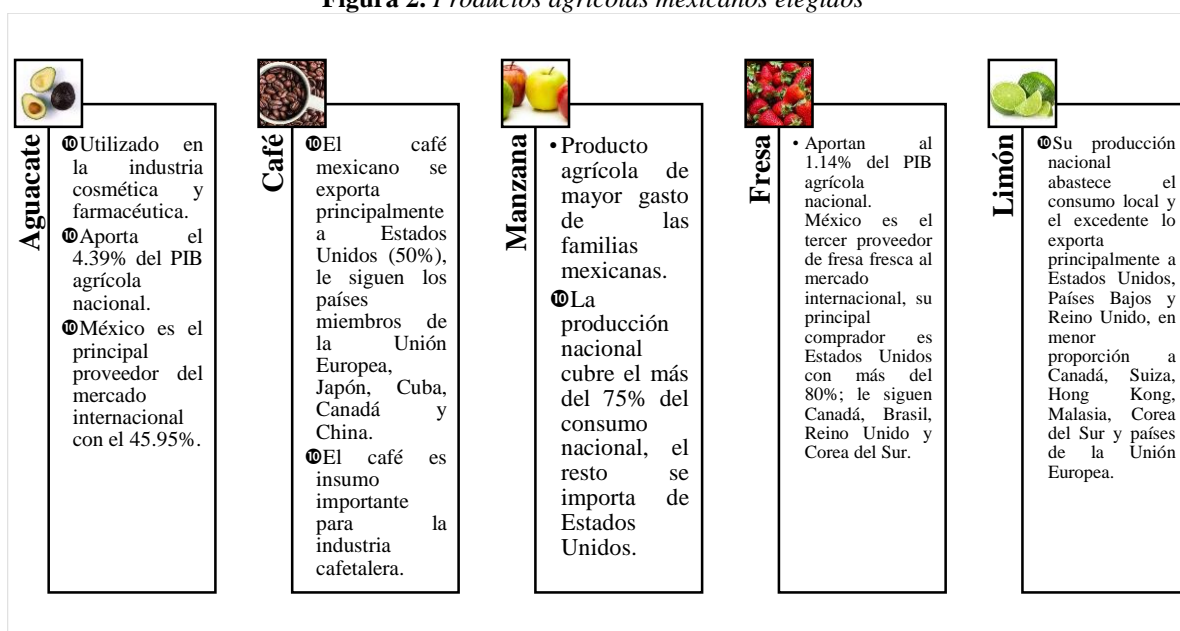 Figura 2. Productos agrícolas mexicanos elegidos
Aguacate
❿Utilizado en
la industria
cosmética y
farmacéutica.
❿Aporta el
4.39% del PIB
agrícola
nacional.
❿México es el
principal
proveedor del
mercado
internacional
con el 45.95%.
Café
❿El café
mexicano se
exporta
principalmente
a Estados
Unidos (50%),
le siguen los
países
miembros de
la Unión
Europea,
Japón, Cuba,
Canadá y
China.
❿El café es
insumo
importante
para la
industria
cafetalera.
Manzana
• Producto
agrícola de
mayor gasto
de las
familias
mexicanas.
❿La
producción
nacional
cubre el más
del 75% del
consumo
nacional, el
resto se
importa de
Estados
Unidos.
Fresa
• Aportan al
1.14% del PIB
agrícola
nacional.
México es el
tercer proveedor
de fresa fresca al
mercado
internacional, su
principal
comprador es
Estados Unidos
con más del
80%; le siguen
Canadá, Brasil,
Reino Unido y
Corea del Sur.
Limón
❿Su producción
nacional
abastece el
consumo local y
el excedente lo
exporta
principalmente a
Estados Unidos,
Países Bajos y
Reino Unido, en
menor
proporción a
Canadá, Suiza,
Hong Kong,
Malasia, Corea
del Sur y países
de la Unión
Europea.